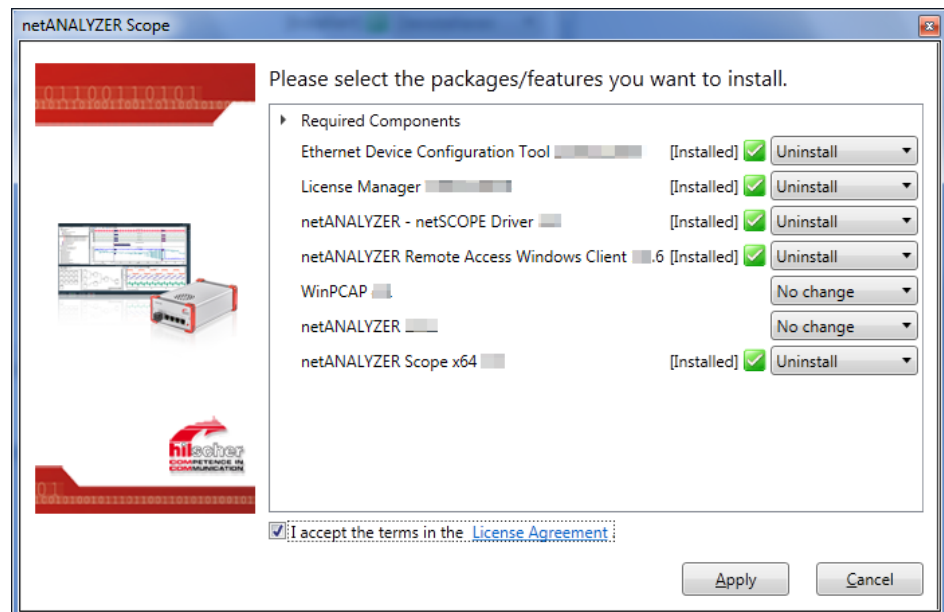 netANALYZER Scope
Please select the packages/features you want to install.
Required Components
Ethernet Device Configuration Tool [Installed] Uninstall
License Manager [Installed] Uninstall
netANALYZER - netSCOPE Driver [Installed] Uninstall
netANALYZER Remote Access Windows Client .6 [Installed] Uninstall
WinPCAP No change
netANALYZER No change
netANALYZER Scope x64 [Installed] Uninstall
hilscher
COMPETENCE IN
COMMUNICATION
I accept the terms in the License Agreement .
Apply Cancel